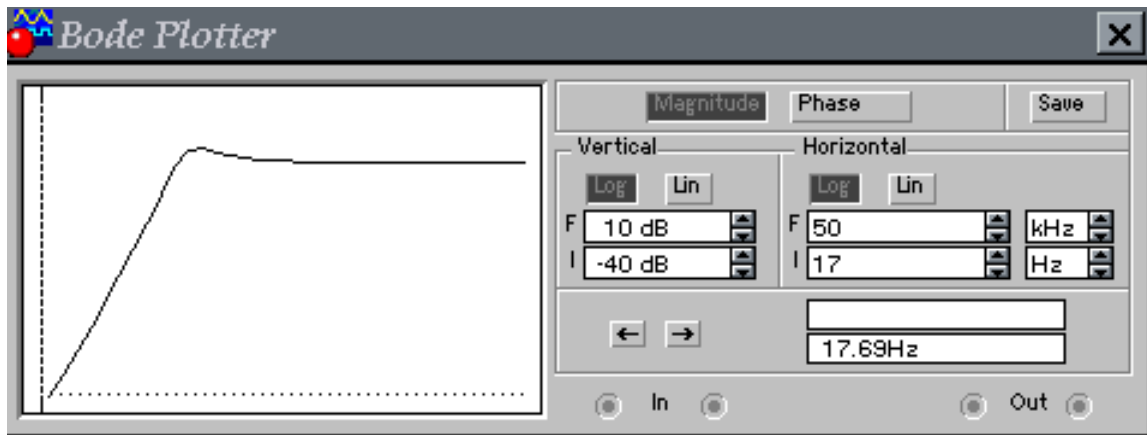 Bode Plotter
Magnitude Phase Save
Vertical Horizontal
Log Lin Log Lin
F 10 dB F 50 kHz
I -40 dB I 17 Hz
← →
17.69Hz
In Out